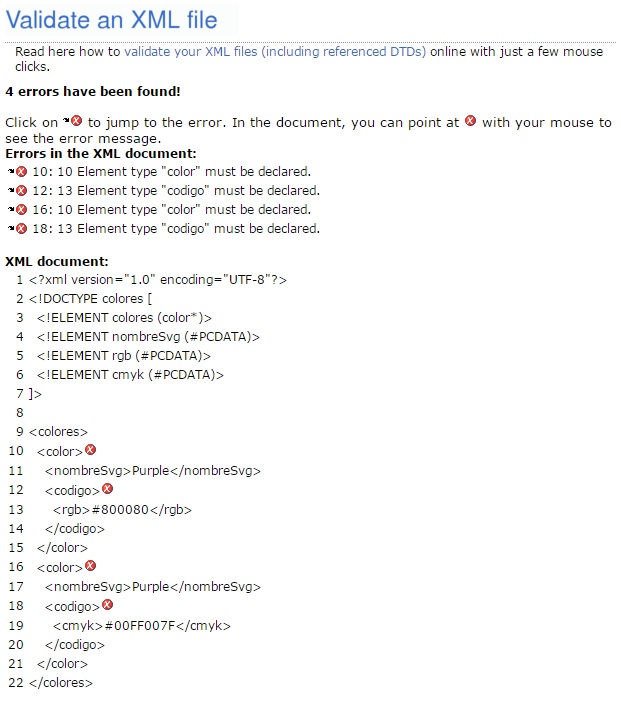 Validate an XML file
Read here how to validate your XML files (including referenced DTDs) online with just a few mouse
clicks.
4 errors have been found!
Click on to jump to the error. In the document, you can point at with your mouse to
see the error message.
Errors in the XML document:
10: 10 Element type "color" must be declared.
12: 13 Element type "codigo" must be declared.
16: 10 Element type "color" must be declared.
18: 13 Element type "codigo" must be declared.
XML document:
1 <?xml version="1.0" encoding="UTF-8"?>
2 <!DOCTYPE colores [
3 <!ELEMENT colores (color*)>
4 <!ELEMENT nombreSvg (#PCDATA)>
5 <!ELEMENT rgb (#PCDATA)>
6 <!ELEMENT cmyk (#PCDATA)>
7 ]>
8
9 <colores>
10 <color>
11 <nombreSvg>Purple</nombreSvg>
12 <codigo>
13 <rgb>#800080</rgb>
14 </codigo>
15 </color>
16 <color>
17 <nombreSvg>Purple</nombreSvg>
18 <codigo>
19 <cmyk>#00FF007F</cmyk>
20 </codigo>
21 </color>
22 </colores>